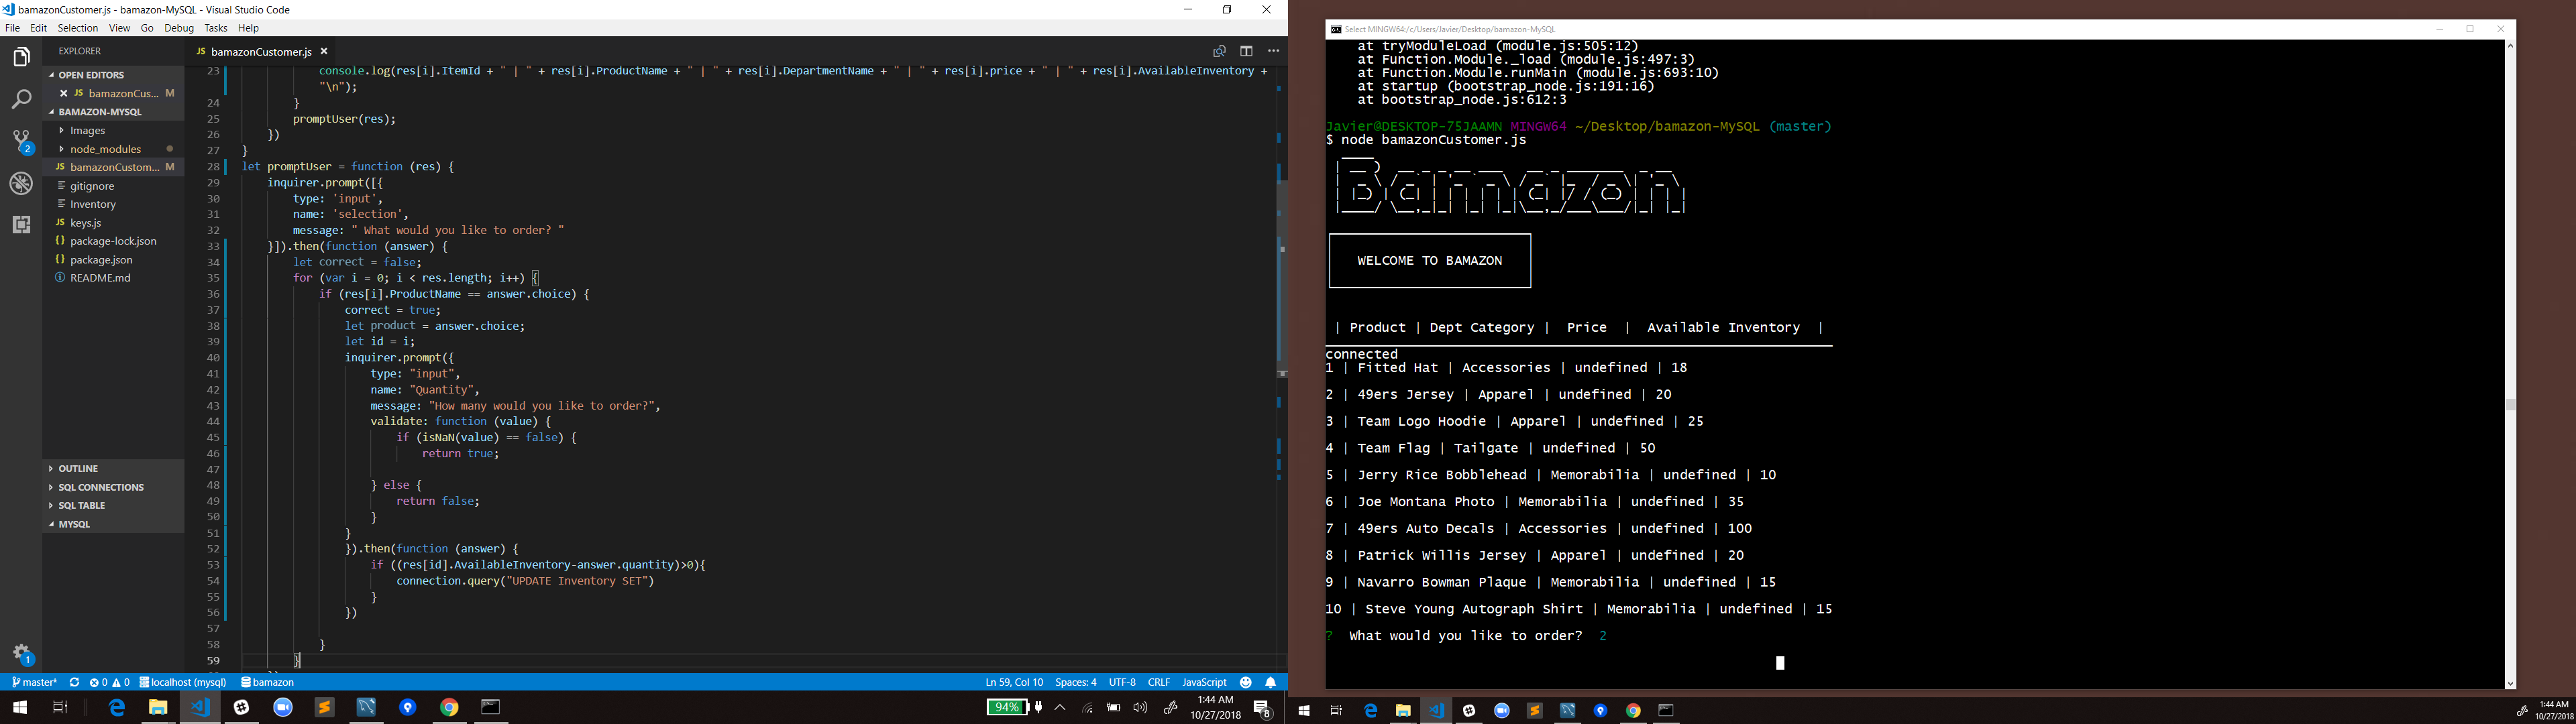 bamazonCustomer.js - bamazon-MySQL - Visual Studio Code
File Edit Selection View Go Debug Tasks Help
EXPLORER
OPEN EDITORS
JS bamazonCus... M
BAMAZON-MYSQL
Images
node_modules
JS bamazonCustom... M
gitignore
Inventory
JS keys.js
{} package-lock.json
{} package.json
README.md
OUTLINE
SQL CONNECTIONS
SQL TABLE
MYSQL
2
1
JS bamazonCustomer.js
23 console.log(res[i].ItemId + " | " + res[i].ProductName + " | " + res[i].DepartmentName + " | " + res[i].price + " | " + res[i].AvailableInventory +
"\n");
24 }
25 promptUser(res);
26 })
27 }
28 let promptUser = function (res) {
29 inquirer.prompt([{
30 type: 'input',
31 name: 'selection',
32 message: " What would you like to order? "
33 }]).then(function (answer) {
34 let correct = false;
35 for (var i = 0; i < res.length; i++) {
36 if (res[i].ProductName == answer.choice) {
37 correct = true;
38 let product = answer.choice;
39 let id = i;
40 inquirer.prompt({
41 type: "input",
42 name: "Quantity",
43 message: "How many would you like to order?",
44 validate: function (value) {
45 if (isNaN(value) == false) {
46 return true;
47
48 } else {
49 return false;
50 }
51 }
52 }).then(function (answer) {
53 if ((res[id].AvailableInventory-answer.quantity)>0){
54 connection.query("UPDATE Inventory SET")
55 }
56 })
57
58 }
59 }
master* 0 0 localhost (mysql) bamazon Ln 59, Col 10 Spaces: 4 UTF-8 CRLF JavaScript
94% 1:44 AM
10/27/2018 8
Select MINGW64:/c/Users/Javier/Desktop/bamazon-MySQL
at tryModuleLoad (module.js:505:12)
at Function.Module._load (module.js:497:3)
at Function.Module.runMain (module.js:693:10)
at startup (bootstrap_node.js:191:16)
at bootstrap_node.js:612:3
Javier@DESKTOP-75JAAMN MINGW64 ~/Desktop/bamazon-MySQL (master)
$ node bamazonCustomer.js
Bamazon
WELCOME TO BAMAZON
| Product | Dept Category | Price | Available Inventory |
connected
1 | Fitted Hat | Accessories | undefined | 18
2 | 49ers Jersey | Apparel | undefined | 20
3 | Team Logo Hoodie | Apparel | undefined | 25
4 | Team Flag | Tailgate | undefined | 50
5 | Jerry Rice Bobblehead | Memorabilia | undefined | 10
6 | Joe Montana Photo | Memorabilia | undefined | 35
7 | 49ers Auto Decals | Accessories | undefined | 100
8 | Patrick Willis Jersey | Apparel | undefined | 20
9 | Navarro Bowman Plaque | Memorabilia | undefined | 15
10 | Steve Young Autograph Shirt | Memorabilia | undefined | 15
? What would you like to order? 2
1:44 AM
10/27/2018